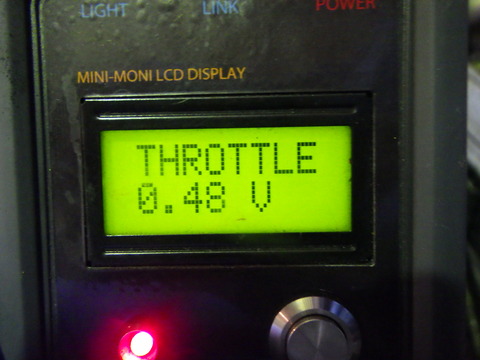 LIGHT LINK POWER
MINI-MONI LCD DISPLAY
THROTTLE
0.48 V